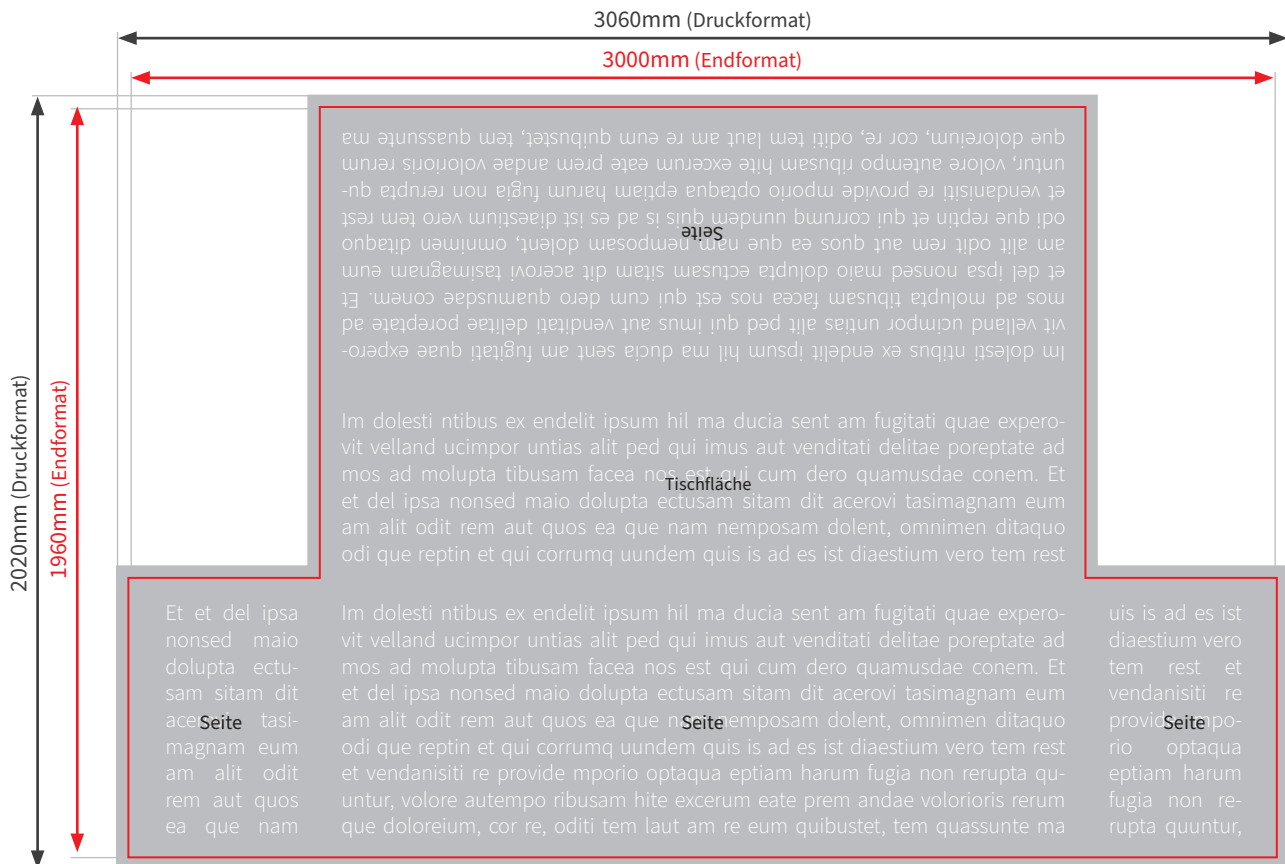 3060mm (Druckformat)
3000mm (Endformat)
2020mm (Druckformat)
1960mm (Endformat)
Im dolesti ntibus ex endelit ipsum hil ma ducia sent am fugitati quae expero-
vit velland ucimpor untias alit ped qui imus aut venditati delitae poreptate ad
mos ad molupta tibusam facea nos est qui cum dero quamusdae conem. Et
et del ipsa nonsed maio dolupta ectusam sitam dit acerovi tasimagnam eum
am alit odit rem aut quos ea que nam nemposam dolent, omnimen ditaquo
odi que reptin et qui corrumq uundem quis is ad es ist diaestium vero tem rest
et vendanisiti re provide mporio optaqua eptiam harum fugia non rerupta qu-
untur, volore autempo ribusam hite excerum eate prem andae volorioris rerum
que doloreium, cor re, oditi tem laut am re eum quibustet, tem quassunte ma
Seite
Im dolesti ntibus ex endelit ipsum hil ma ducia sent am fugitati quae expero-
vit velland ucimpor untias alit ped qui imus aut venditati delitae poreptate ad
mos ad molupta tibusam facea nos est qui cum dero quamusdae conem. Et
et del ipsa nonsed maio dolupta ectusam sitam dit acerovi tasimagnam eum
am alit odit rem aut quos ea que nam nemposam dolent, omnimen ditaquo
odi que reptin et qui corrumq uundem quis is ad es ist diaestium vero tem rest
Tischfläche
Et et del ipsa
nonsed maio
dolupta ectu-
sam sitam dit
tasi-
magnam eum
am alit odit
rem aut quos
ea que nam
Seite
Im dolesti ntibus ex endelit ipsum hil ma ducia sent am fugitati quae expero-
vit velland ucimpor untias alit ped qui imus aut venditati delitae poreptate ad
mos ad molupta tibusam facea nos est qui cum dero quamusdae conem. Et
et del ipsa nonsed maio dolupta ectusam sitam dit acerovi tasimagnam eum
am alit odit rem aut quos ea que nam nemposam dolent, omnimen ditaquo
odi que reptin et qui corrumq uundem quis is ad es ist diaestium vero tem rest
et vendanisiti re provide mporio optaqua eptiam harum fugia non rerupta qu-
untur, volore autempo ribusam hite excerum eate prem andae volorioris rerum
que doloreium, cor re, oditi tem laut am re eum quibustet, tem quassunte ma
Seite
uis is ad es ist
diaestium vero
tem rest et
vendanisiti re
provide mpo-
rio optaqua
eptiam harum
fugia non re-
rupta quuntur,
Seite